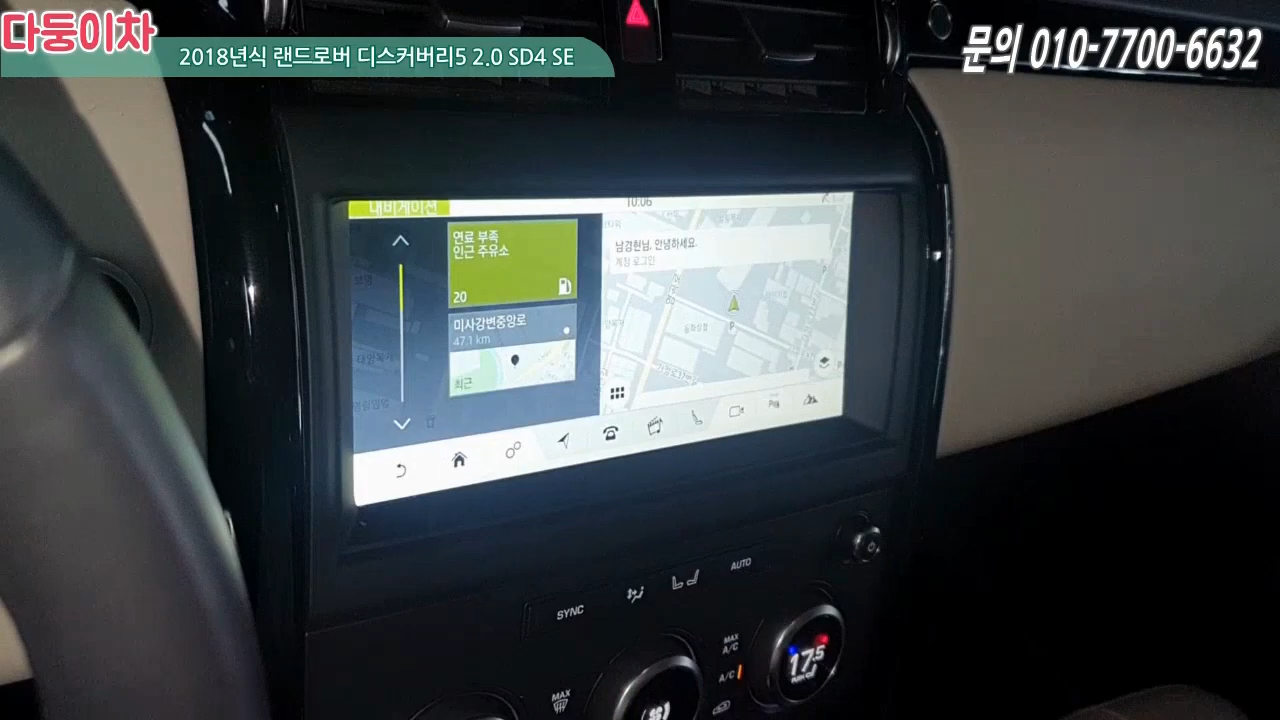 다둥이차
2018년식 랜드로버 디스커버리5 2.0 SD4 SE
문의 010-7700-6632
내비게이션
10:06
연료 부족
인근 주유소
20
미사강변중앙로
47.1 km
최근
남경현님, 안녕하세요.
계정 로그인
P
SYNC
AUTO
MAX
A/C
A/C
17.5
MAX